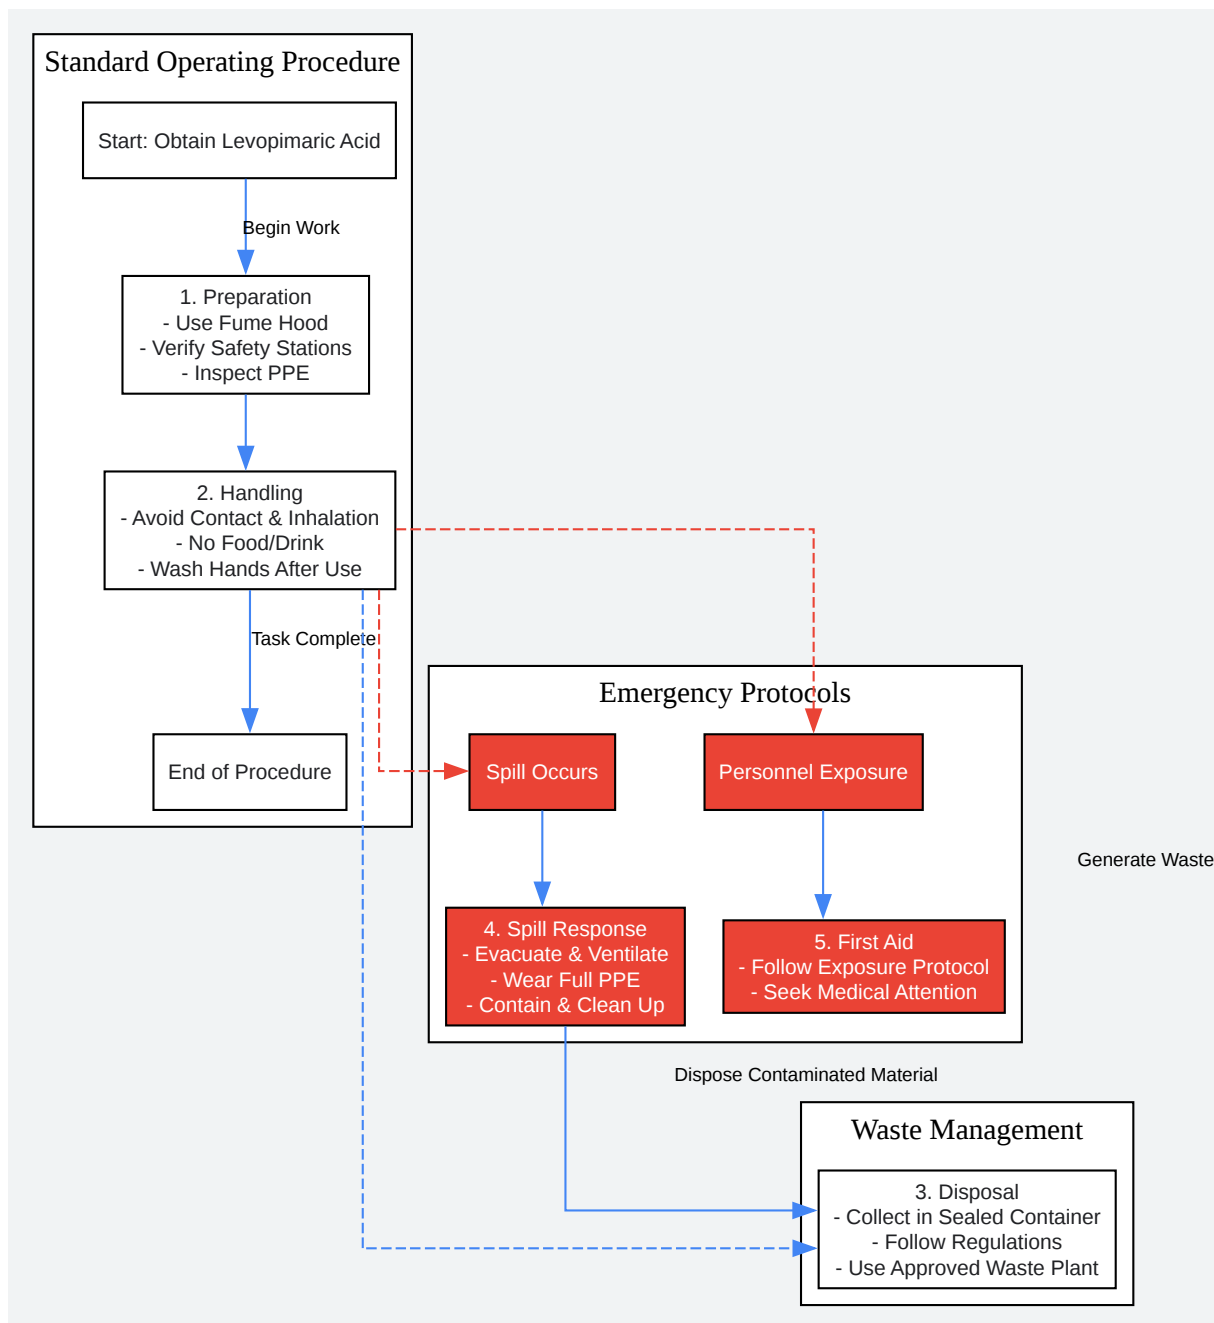 Standard Operating Procedure
Start: Obtain Levopimaric Acid
Begin Work
1. Preparation
- Use Fume Hood
- Verify Safety Stations
- Inspect PPE
2. Handling
- Avoid Contact & Inhalation
- No Food/Drink
- Wash Hands After Use
Task Complete
End of Procedure
Emergency Protocols
Spill Occurs
Personnel Exposure
Generate Waste
4. Spill Response
- Evacuate & Ventilate
- Wear Full PPE
- Contain & Clean Up
5. First Aid
- Follow Exposure Protocol
- Seek Medical Attention
Dispose Contaminated Material
Waste Management
3. Disposal
- Collect in Sealed Container
- Follow Regulations
- Use Approved Waste Plant